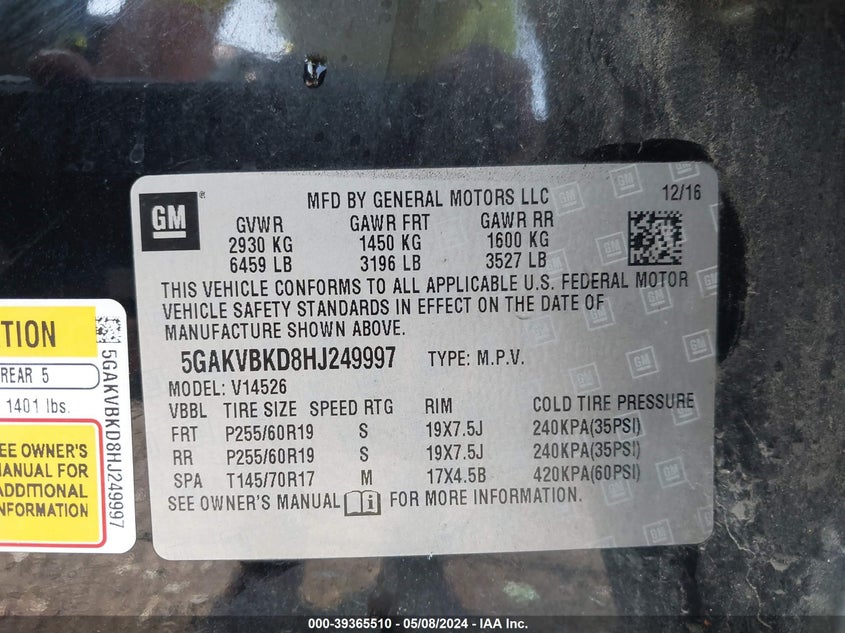 GM ®
MFD BY GENERAL MOTORS LLC
12/16
GVWR GAWR FRT GAWR RR
2930 KG 1450 KG 1600 KG
6459 LB 3196 LB 3527 LB
THIS VEHICLE CONFORMS TO ALL APPLICABLE U.S. FEDERAL MOTOR
VEHICLE SAFETY STANDARDS IN EFFECT ON THE DATE OF
MANUFACTURE SHOWN ABOVE.
5GAKVBKD8HJ249997 TYPE: M.P.V.
MODEL: V14526
VBBL TIRE SIZE SPEED RTG RIM COLD TIRE PRESSURE
FRT P255/60R19 S 19X7.5J 240KPA(35PSI)
RR P255/60R19 S 19X7.5J 240KPA(35PSI)
SPA T145/70R17 M 17X4.5B 420KPA(60PSI)
SEE OWNER'S MANUAL FOR MORE INFORMATION.
TION
REAR 5
1401 lbs.
EE OWNER'S
MANUAL FOR
ADDITIONAL
NFORMATION
5GAKVBKD8HJ249997
000-39365510 - 05/08/2024 - IAA Inc.